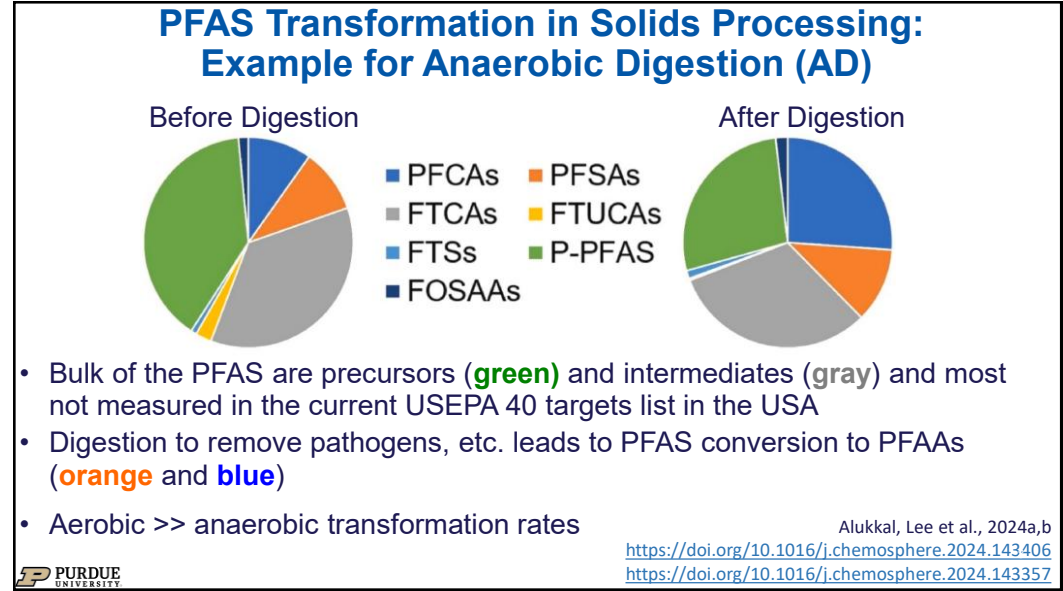 PFAS Transformation in Solids Processing:
Example for Anaerobic Digestion (AD)
Before Digestion
After Digestion
PFCAs PFSAs
FTCAs FTUCAs
FTSs P-PFAS
FOSAAs
• Bulk of the PFAS are precursors (green) and intermediates (gray) and most
not measured in the current USEPA 40 targets list in the USA
• Digestion to remove pathogens, etc. leads to PFAS conversion to PFAAs
(orange and blue)
• Aerobic >> anaerobic transformation rates
Alukkal, Lee et al., 2024a,b
https://doi.org/10.1016/j.chemosphere.2024.143406
https://doi.org/10.1016/j.chemosphere.2024.143357
PURDUE
UNIVERSITY.